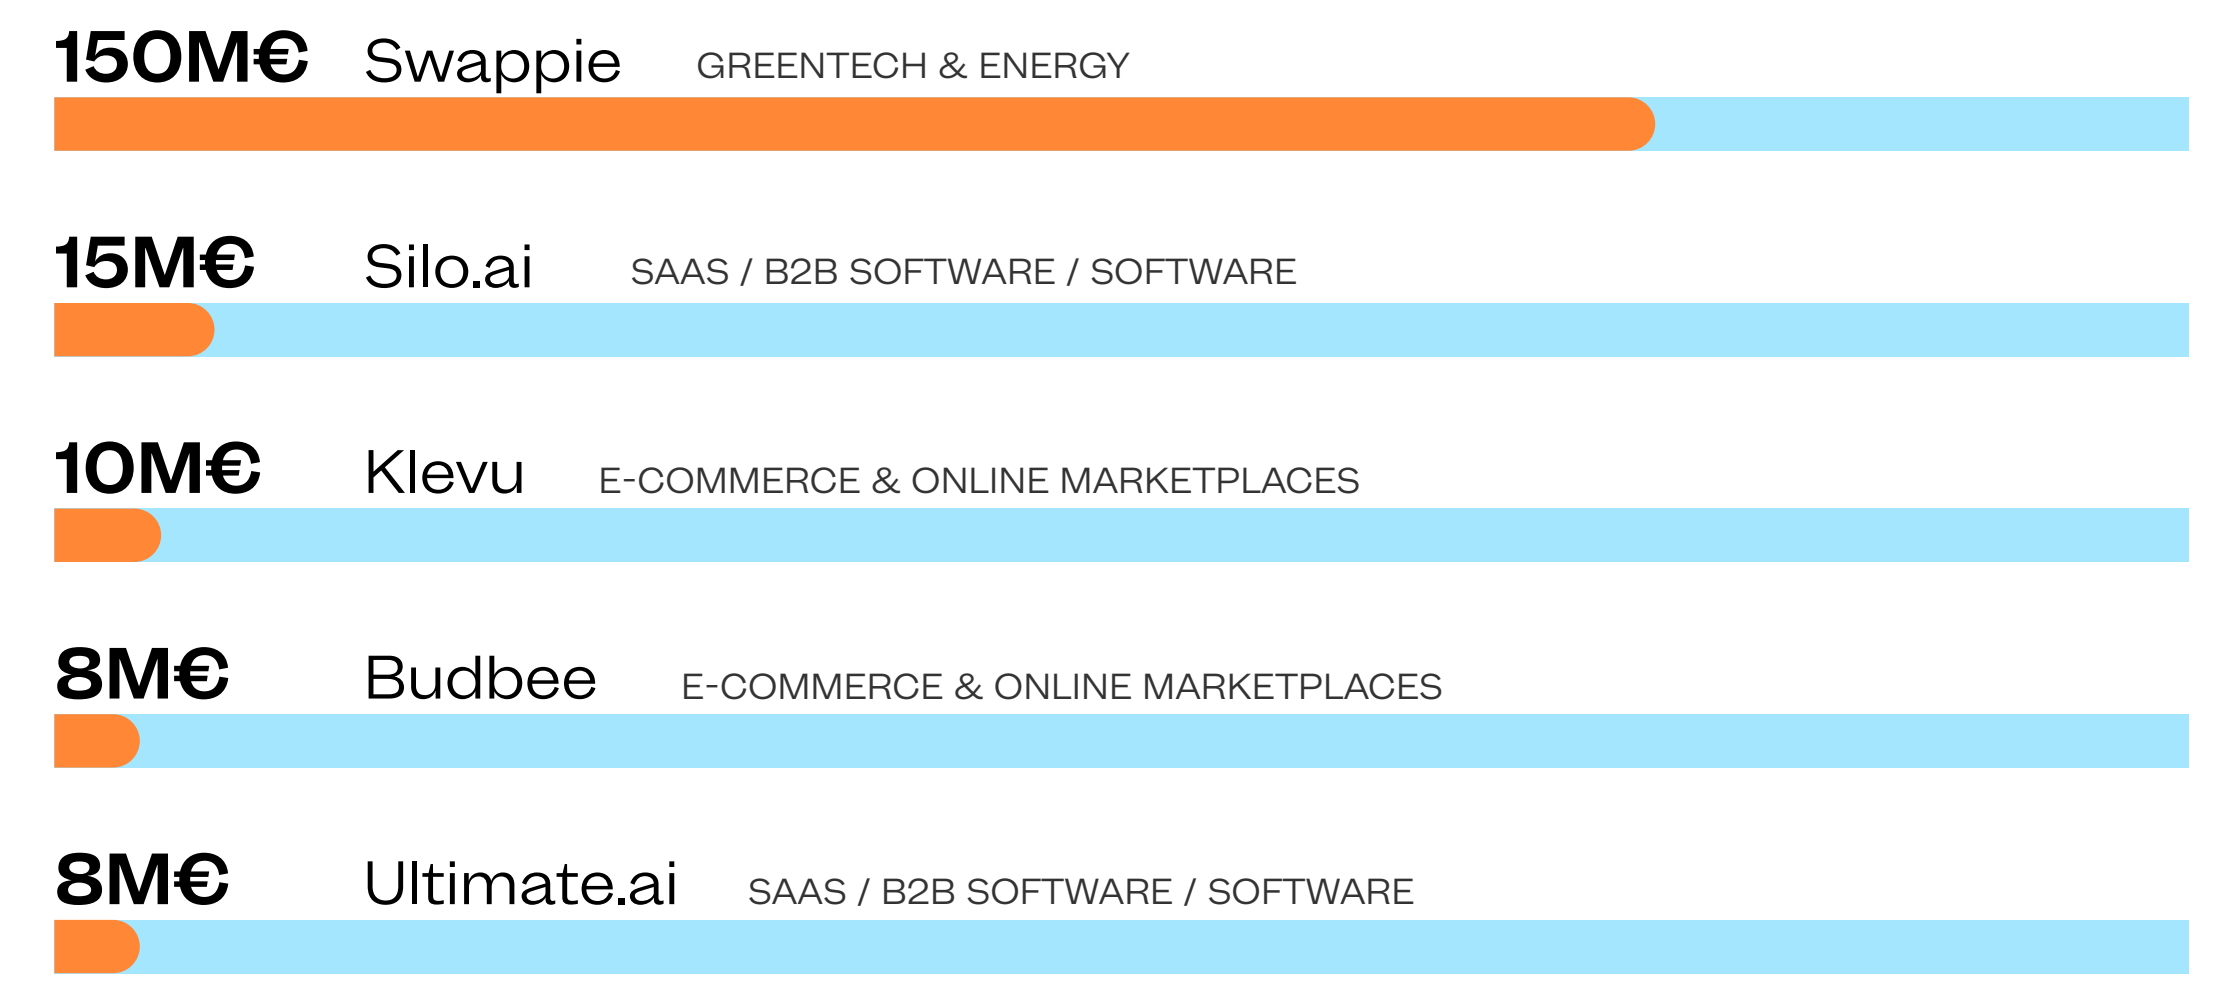 150M€ Swappie GREENTECH & ENERGY
15M€ Silo.ai SAAS / B2B SOFTWARE / SOFTWARE
10M€ Klevu E-COMMERCE & ONLINE MARKETPLACES
8M€ Budbee E-COMMERCE & ONLINE MARKETPLACES
8M€ Ultimate.ai SAAS / B2B SOFTWARE / SOFTWARE